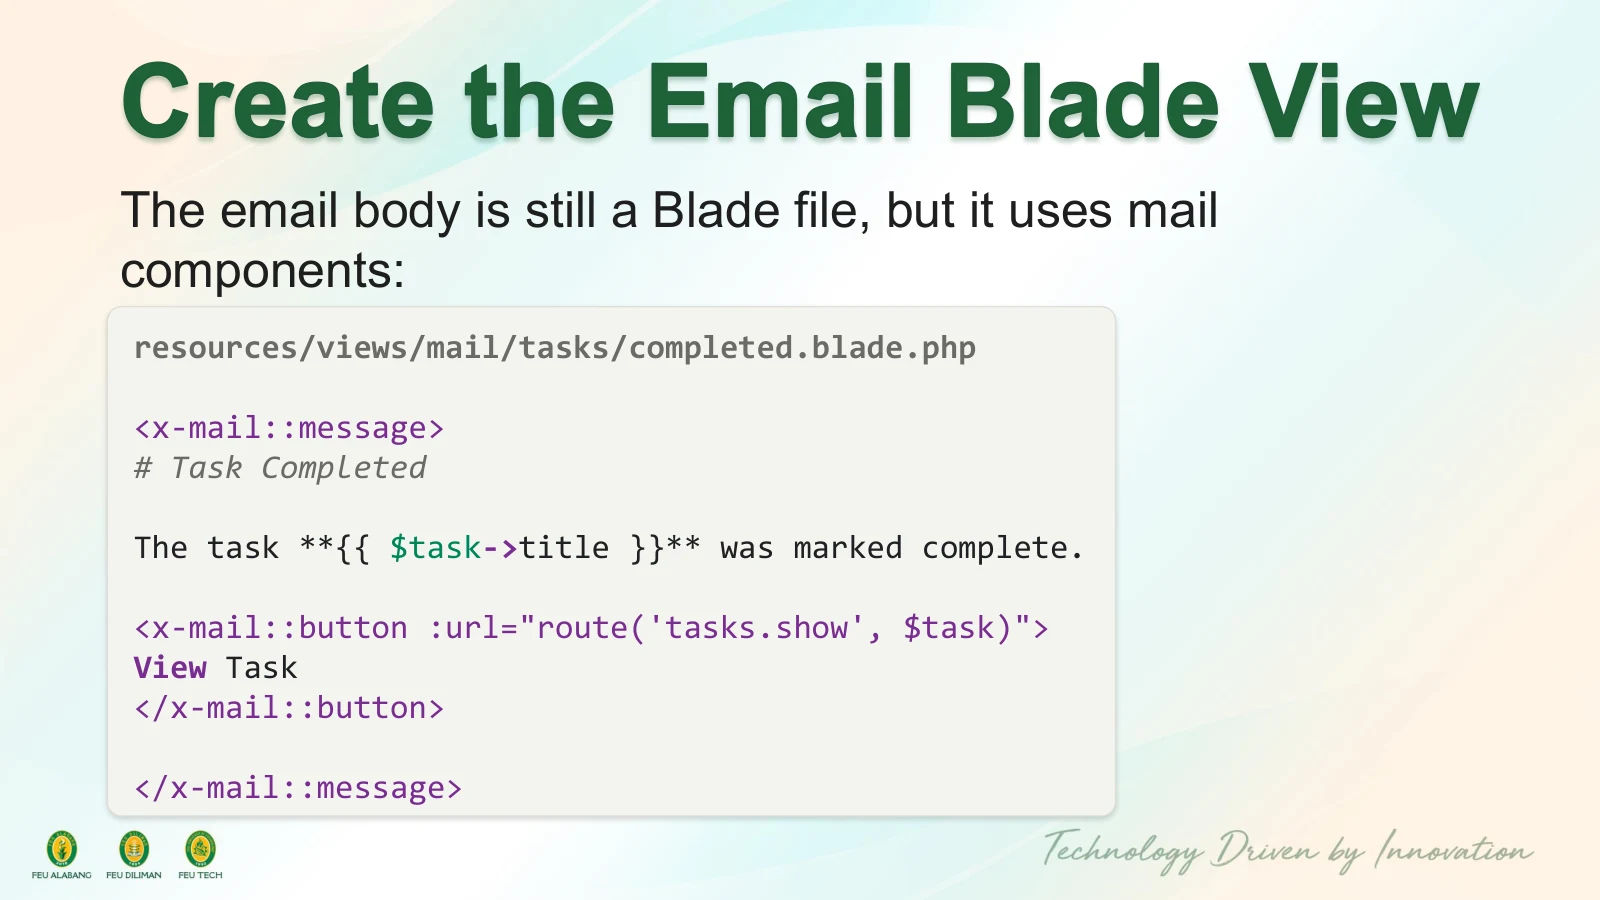 Create the Email Blade View
The email body is still a Blade file, but it uses mail
components:
resources/views/mail/tasks/completed.blade.php
<x-mail::message>
# Task Completed
The task **{{ $task->title }}** was marked complete.
<x-mail::button :url="route('tasks.show', $task)">
View Task
</x-mail::button>
</x-mail::message>
FEU ALABANG
FEU DILIMAN
FEU TECH
Technology Driven by Innovation